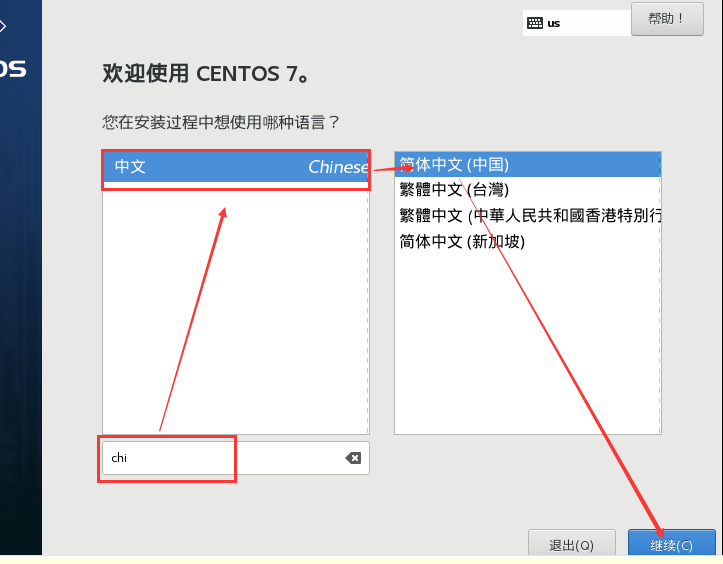 us
帮助！
OS
欢迎使用 CENTOS 7。
您在安装过程中想使用哪种语言？
中文 Chinese
简体中文 (中国)
繁體中文 (台灣)
繁體中文 (中華人民共和國香港特別行
简体中文 (新加坡)
chi
退出(Q)
继续(C)